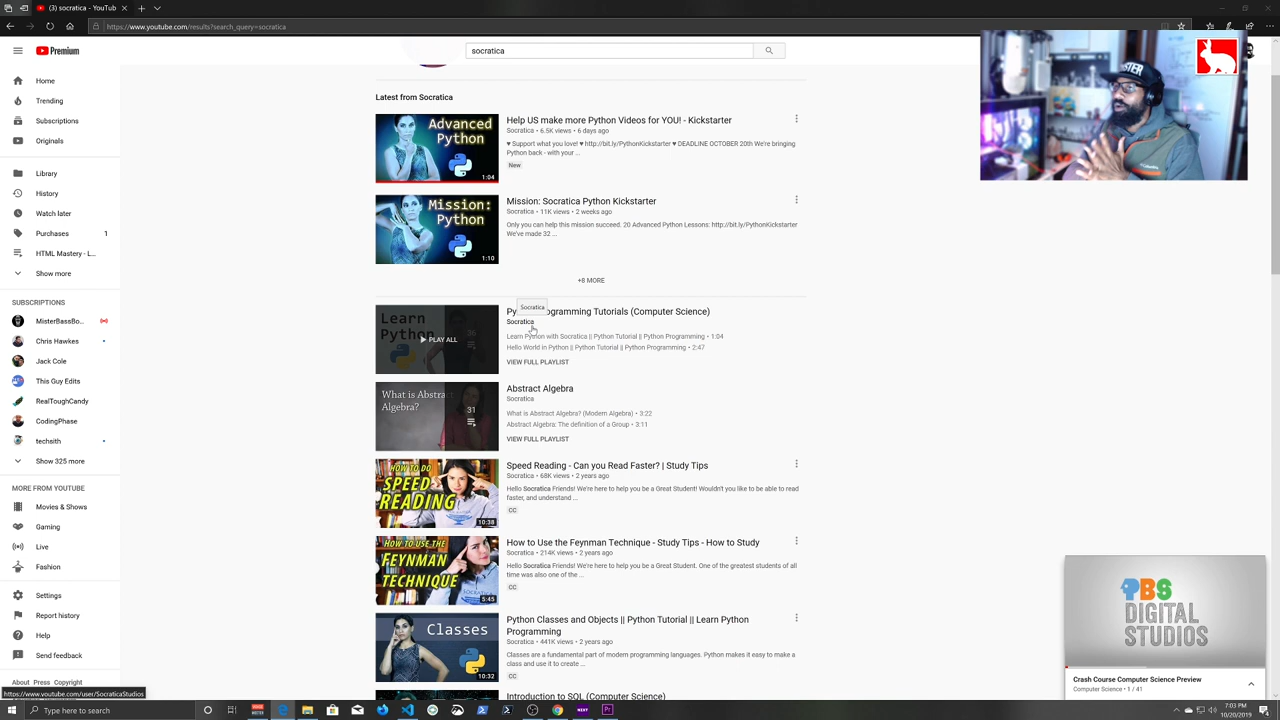 (3) socratica - YouTub
https://www.youtube.com/results?search_query=socratica
Premium
socratica
Home
Trending
Subscriptions
Originals
Library
History
Watch later
Purchases 1
HTML Mastery - L...
Show more
SUBSCRIPTIONS
MisterBassBo...
Chris Hawkes
Jack Cole
This Guy Edits
RealToughCandy
CodingPhase
techsith
Show 325 more
MORE FROM YOUTUBE
Movies & Shows
Gaming
Live
Fashion
Settings
Report history
Help
Send feedback
About Press Copyright
https://www.youtube.com/user/SocraticaStudios
Latest from Socratica
Advanced
Python
1:04
Help US make more Python Videos for YOU! - Kickstarter
Socratica • 6.5K views • 6 days ago
♥ Support what you love! ♥ http://bit.ly/PythonKickstarter ♥ DEADLINE OCTOBER 20th We're bringing
Python back - with your ...
New
Mission:
Python
1:10
Mission: Socratica Python Kickstarter
Socratica • 11K views • 2 weeks ago
Only you can help this mission succeed. 20 Advanced Python Lessons: http://bit.ly/PythonKickstarter
We've made 32 ...
+8 MORE
Learn
Python
36
PLAY ALL
Socratica
Py ogramming Tutorials (Computer Science)
Socratica
Learn Python with Socratica || Python Tutorial || Python Programming • 1:04
Hello World in Python || Python Tutorial || Python Programming • 2:47
VIEW FULL PLAYLIST
What is Abstract
Algebra?
31
Abstract Algebra
Socratica
What is Abstract Algebra? (Modern Algebra) • 3:22
Abstract Algebra: The definition of a Group • 3:11
VIEW FULL PLAYLIST
HOW TO DO
SPEED
READING
10:38
Speed Reading - Can you Read Faster? | Study Tips
Socratica • 68K views • 2 years ago
Hello Socratica Friends! We're here to help you be a Great Student! Wouldn't you like to be able to read
faster, and understand ...
CC
HOW TO USE the
FEYNMAN
TECHNIQUE
5:45
How to Use the Feynman Technique - Study Tips - How to Study
Socratica • 214K views • 2 years ago
Hello Socratica Friends! We're here to help you be a Great Student. One of the greatest students of all
time was also one of the ...
CC
Classes
10:32
Python Classes and Objects || Python Tutorial || Learn Python
Programming
Socratica • 441K views • 2 years ago
Classes are a fundamental part of modern programming languages. Python makes it easy to make a
class and use it to create ...
CC
Introduction to SQL (Computer Science)
PBS
DIGITAL
STUDIOS
Crash Course Computer Science Preview
Computer Science • 1 / 41
Type here to search
7:03 PM
10/20/2019